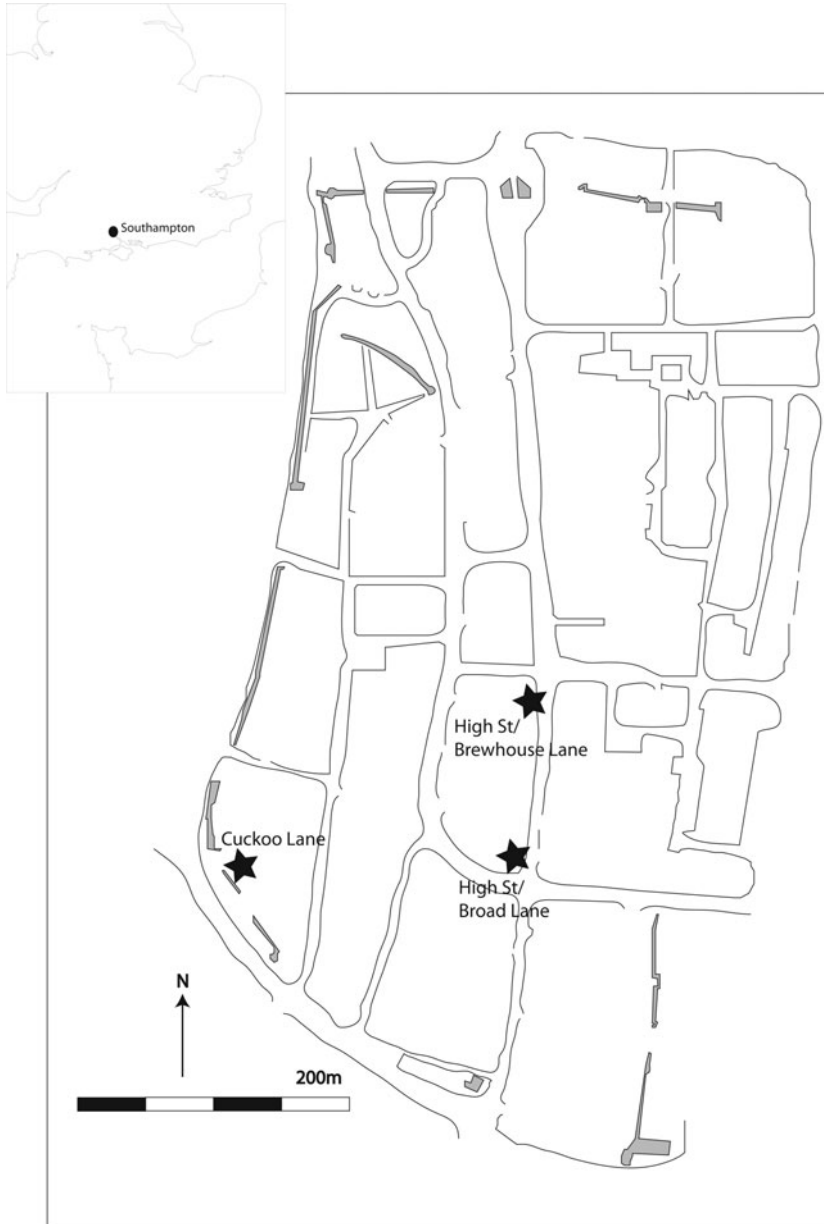 Southampton
High St/
Brewhouse Lane
Cuckoo Lane
High St/
Broad Lane
N
200m